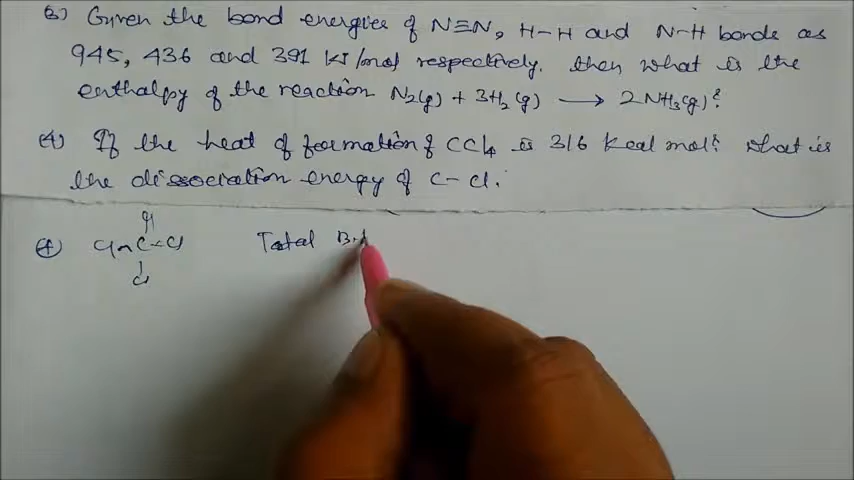 3) Given the bond energies of N≡N, H-H and N-H bonds as
945, 436 and 391 KJ/mol respectively. then what is the
enthalpy of the reaction N₂(g) + 3H₂(g) ⟶ 2NH₃(g)?
(4) If the heat of formation of CCl₄ is 316 Kcal mol? what is
the dissociation energy of C-Cl.
Cl
(4) Cl-C-Cl Total
Cl